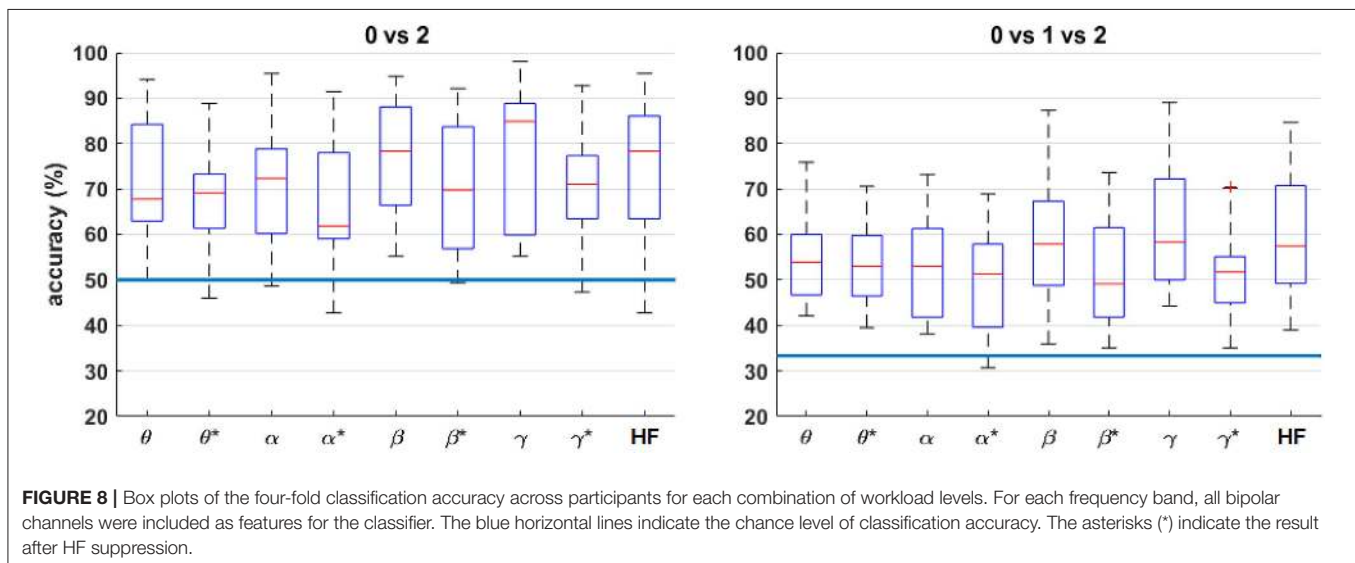 0 vs 2
0 vs 1 vs 2
accuracy (%)
100
90
80
70
60
50
40
30
20
θ θ* α α* β β* γ γ* HF
100
90
80
70
60
50
40
30
20
θ θ* α α* β β* γ γ* HF
FIGURE 8 | Box plots of the four-fold classification accuracy across participants for each combination of workload levels. For each frequency band, all bipolar
channels were included as features for the classifier. The blue horizontal lines indicate the chance level of classification accuracy. The asterisks (*) indicate the result
after HF suppression.